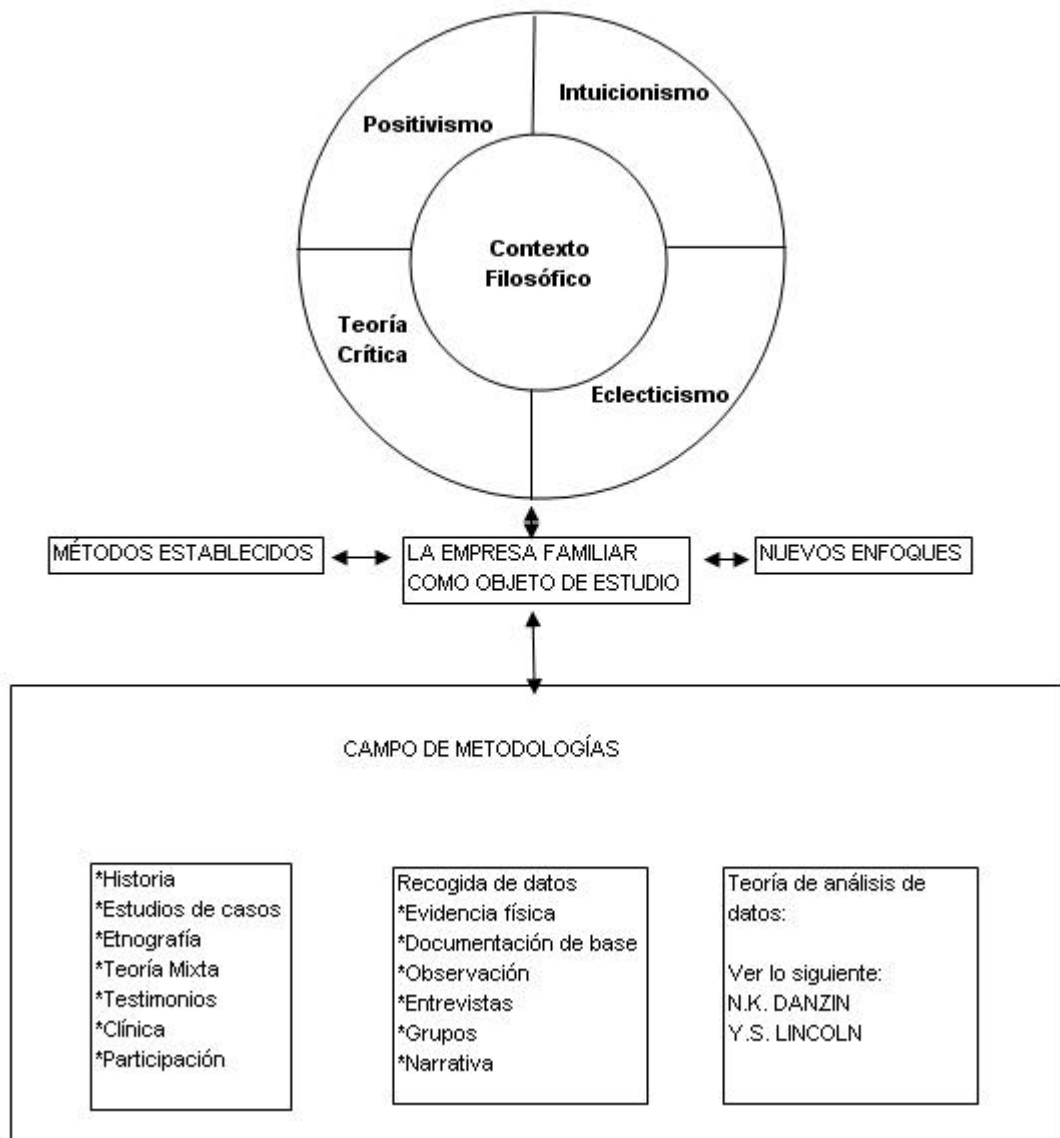 Intuicionismo
Positivismo
Contexto
Filosófico
Teoría
Crítica
Eclecticismo
MÉTODOS ESTABLECIDOS
LA EMPRESA FAMILIAR
COMO OBJETO DE ESTUDIO
NUEVOS ENFOQUES
CAMPO DE METODOLOGÍAS
*Historia
*Estudios de casos
*Etnografía
*Teoría Mixta
*Testimonios
*Clínica
*Participación
Recogida de datos
*Evidencia física
*Documentación de base
*Observación
*Entrevistas
*Grupos
*Narrativa
Teoría de análisis de
datos:
Ver lo siguiente:
N.K. DANZIN
Y.S. LINCOLN